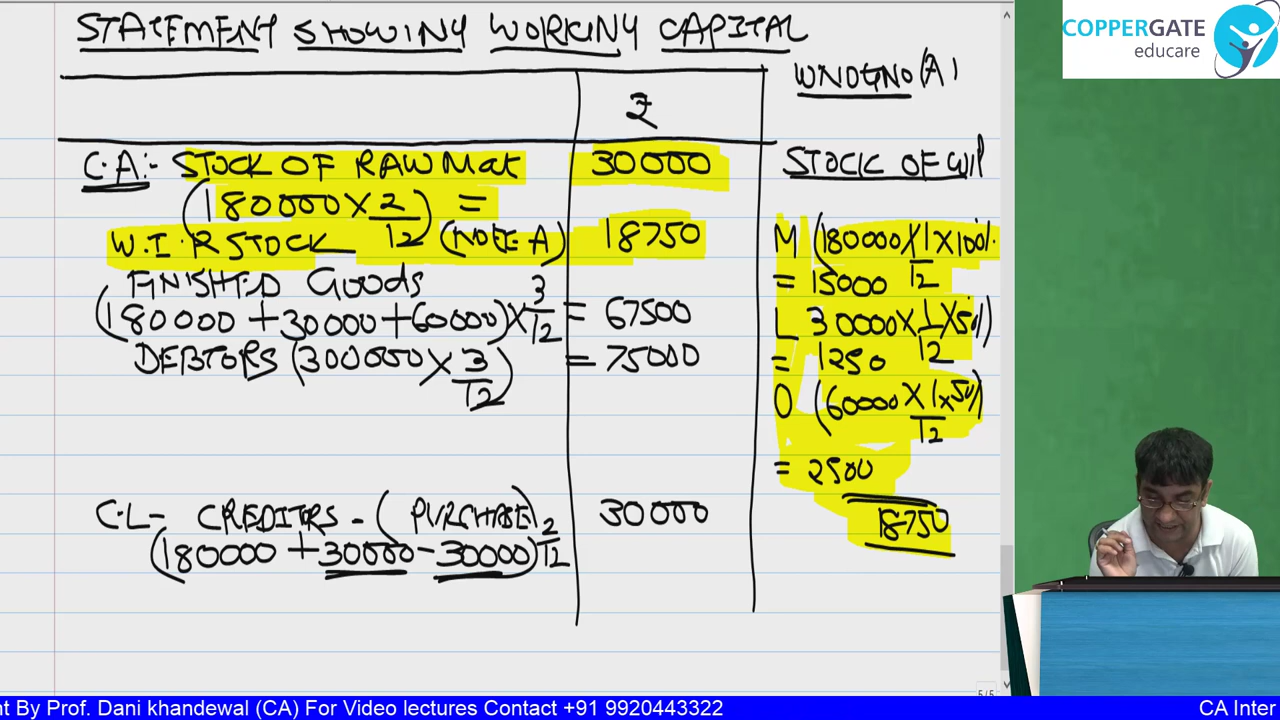 STATEMENT SHOWING WORKING CAPITAL
COPPERGATE
educare
₹
C.A:- STOCK OF RAW Mat 30000
(180000 × 2/12) =
W.I.P STOCK (NOTE A) 18750
FINISHED GOODS
(180000 + 30000 + 60000) × 3/12 = 67500
DEBTORS (300000 × 3/12) = 75000
C.L - CREDITORS - (PURCHASE) 30000
(180000 + 30000 - 30000) 2/12
(A)
STOCK OF WIP
M (180000 × 1/12 × 100%
= 15000
L 30000 × 1/12 × 50%)
= 1250
O (60000 × 1/12 × 50%)
= 2500
18750
5/5
nt By Prof. Dani khandewal (CA) For Video lectures Contact +91 9920443322
CA Inter